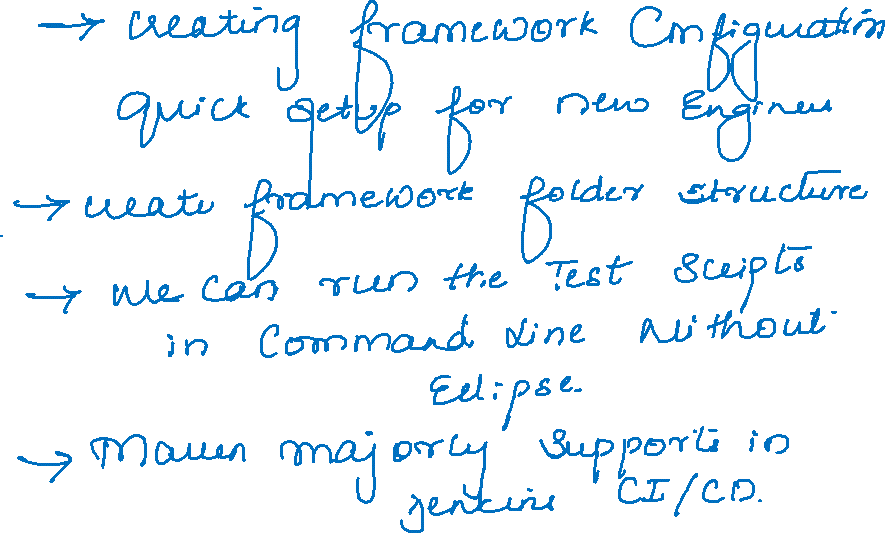 → Creating framework Configuration
quick setup for new Engineer
→ create framework folder structure
→ We can run the Test Scripts
in Command Line Without
Eclipse.
→ Maven majorly supports in
jenkins CI/CD.